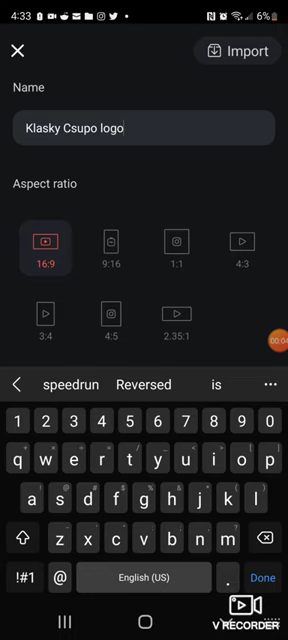 4:33
6%
Import
Name
Klasky Csupo logo
Aspect ratio
16:9
9:16
1:1
4:3
3:4
4:5
2.35:1
00:04
speedrun Reversed is
1 2 3 4 5 6 7 8 9 0
q w e r t y u i o p
a s d f g h j k l
z x c v b n m
!#1 @ English (US) . Done
V RECORDER